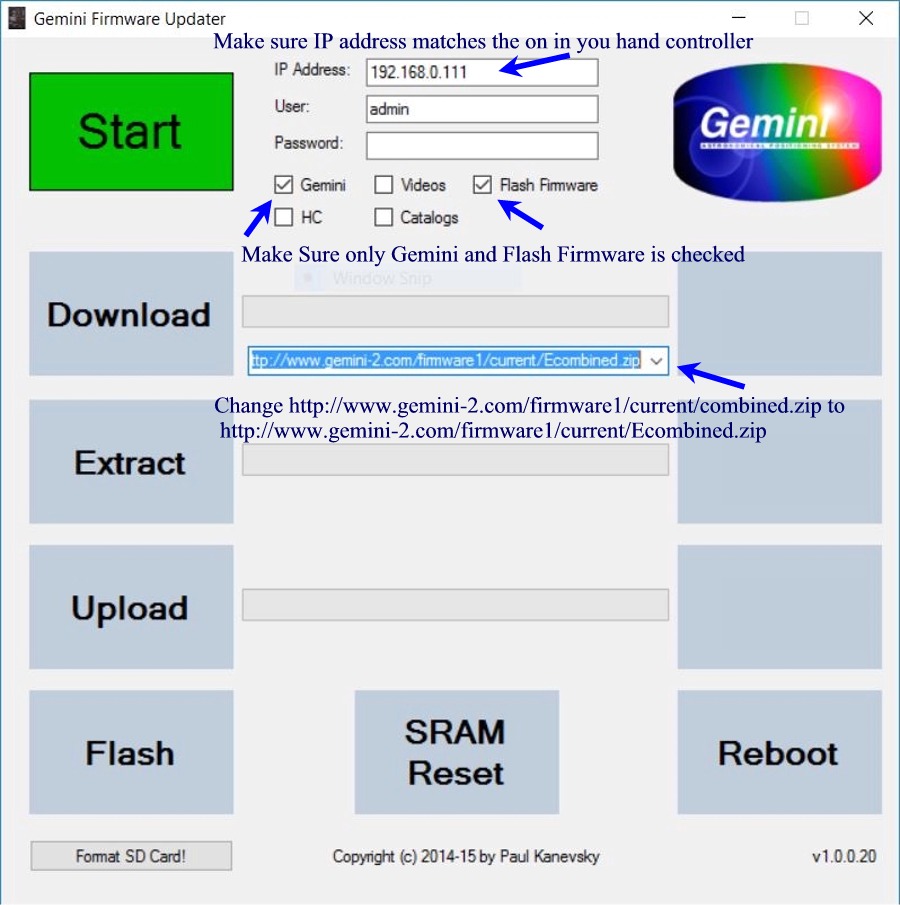 Gemini Firmware Updater
Make sure IP address matches the on in you hand controller
IP Address:
192.168.0.111
Start
User:
admin
Gemini
ASTRONOMICAL POSITIONING SYSTEM
Password:
Gemini
Videos
Flash Firmware
HC
Catalogs
Make Sure only Gemini and Flash Firmware is checked
Window Snip
Download
ttp://www.gemini-2.com/firmware1/current/Ecombined.zip
Change http://www.gemini-2.com/firmware1/current/combined.zip to
http://www.gemini-2.com/firmware1/current/Ecombined.zip
Extract
Upload
Flash
SRAM
Reset
Reboot
Format SD Card!
Copyright (c) 2014-15 by Paul Kanevsky
v1.0.0.20